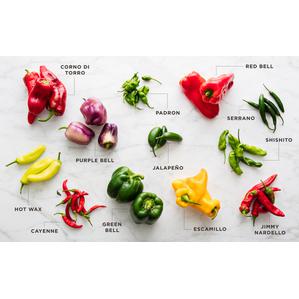 CORNO DI
TORRO
RED BELL
PADRON
SERRANO
SHISHITO
PURPLE BELL
JALAPEÑO
HOT WAX
CAYENNE
GREEN
BELL
ESCAMILLO
JIMMY
NARDELLO